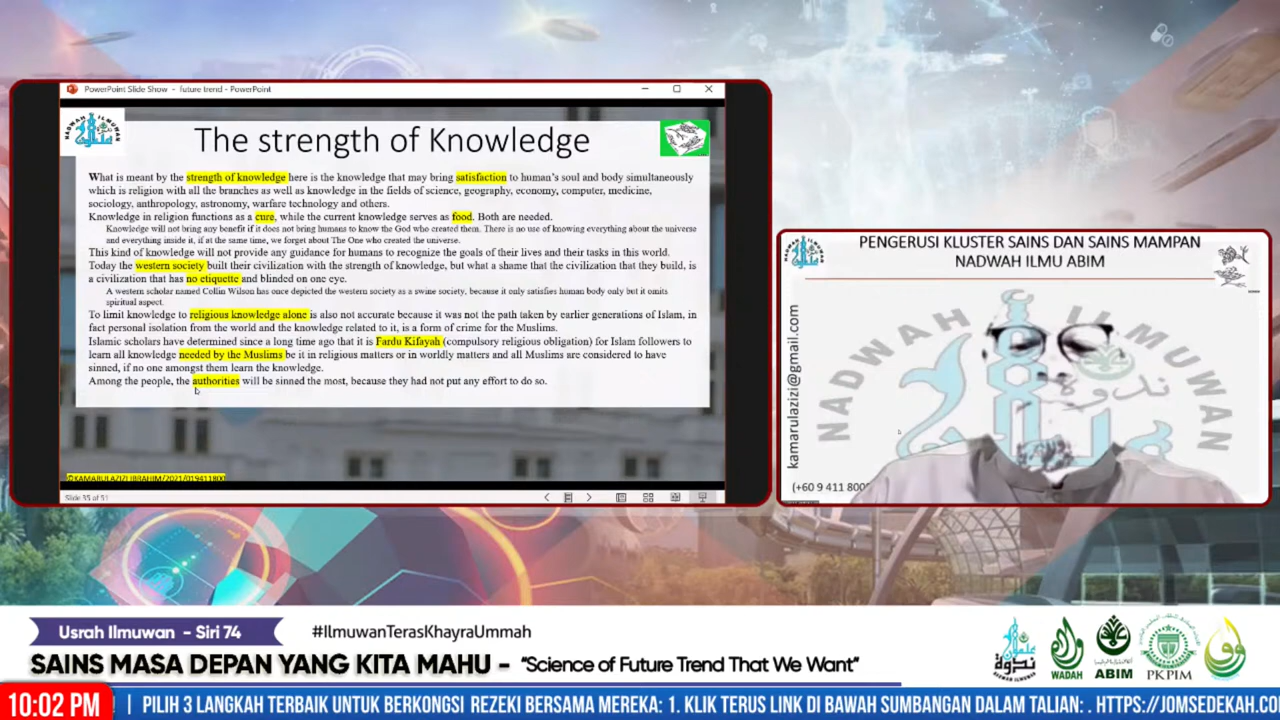 PowerPoint Slide Show - future trend - PowerPoint
NADWAH ILMUWAN
The strength of Knowledge
What is meant by the strength of knowledge here is the knowledge that may bring satisfaction to human's soul and body simultaneously
which is religion with all the branches as well as knowledge in the fields of science, geography, economy, computer, medicine,
sociology, anthropology, astronomy, warfare technology and others.
Knowledge in religion functions as a cure, while the current knowledge serves as food. Both are needed.
Knowledge will not bring any benefit if it does not bring humans to know the God who created them. There is no use of knowing everything about the universe
and everything inside it, if at the same time, we forget about The One who created the universe.
This kind of knowledge will not provide any guidance for humans to recognize the goals of their lives and their tasks in this world.
Today the western society built their civilization with the strength of knowledge, but what a shame that the civilization that they build, is
a civilization that has no etiquette and blinded on one eye.
A western scholar named Collin Wilson has once depicted the western society as a swine society, because it only satisfies human body only but it omits
spiritual aspect.
To limit knowledge to religious knowledge alone is also not accurate because it was not the path taken by earlier generations of Islam, in
fact personal isolation from the world and the knowledge related to it, is a form of crime for the Muslims.
Islamic scholars have determined since a long time ago that it is Fardu Kifayah (compulsory religious obligation) for Islam followers to
learn all knowledge needed by the Muslims be it in religious matters or in worldly matters and all Muslims are considered to have
sinned, if no one amongst them learn the knowledge.
Among the people, the authorities will be sinned the most, because they had not put any effort to do so.
©KAMARULAZIZI IBRAHIM/2021/019411800
Slide 35 of 51
PENGERUSI KLUSTER SAINS DAN SAINS MAMPAN
NADWAH ILMU ABIM
kamarulazizi@gmail.com
NADWAH ILMUWAN
ندوة
(+60 9 411 800
Usrah Ilmuwan - Siri 74
#IlmuwanTerasKhayraUmmah
SAINS MASA DEPAN YANG KITA MAHU - "Science of Future Trend That We Want"
WADAH
ABIM
PKPIM
10:02 PM
| PILIH 3 LANGKAH TERBAIK UNTUK BERKONGSI REZEKI BERSAMA MEREKA: 1. KLIK TERUS LINK DI BAWAH SUMBANGAN DALAM TALIAN: . HTTPS://JOMSEDEKAH.CO